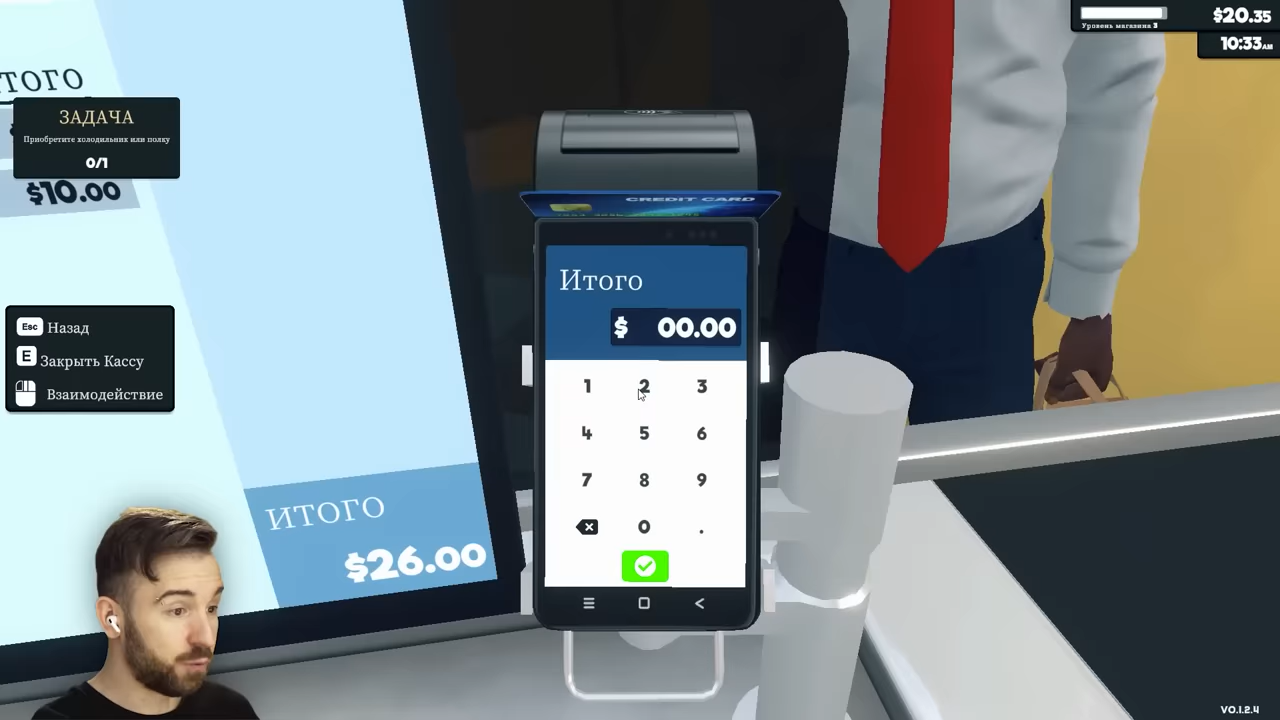 ИТОГО
$10.00
ЗАДАЧА
Приобретите холодильник или полку
0/1
Esc Назад
E Закрыть Кассу
Взаимодействие
ИТОГО
$26.00
CREDIT CARD
Итого
$ 00.00
1 2 3
4 5 6
7 8 9
0 .
$20.35
Уровень магазина 3
10:33AM
V0.1.2.4